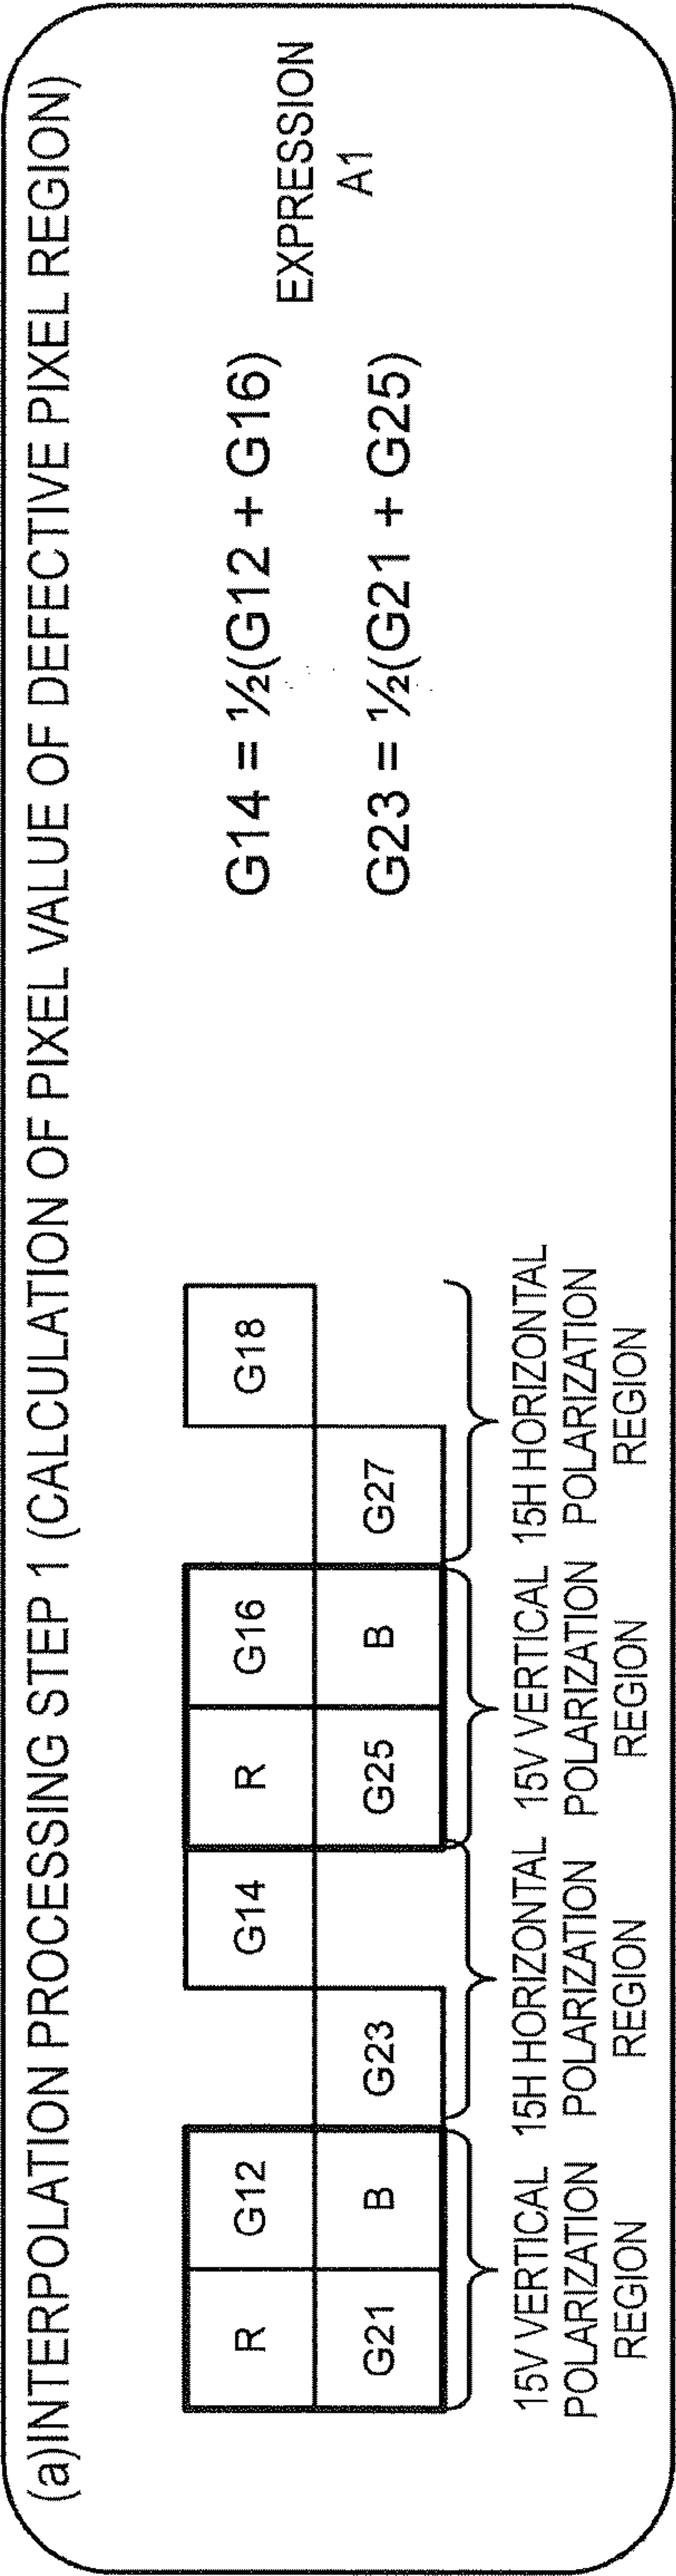 (a)INTERPOLATION PROCESSING STEP 1 (CALCULATION OF PIXEL VALUE OF DEFECTIVE PIXEL REGION)
R G12 G14 R G16 G18
G21 B G23 G25 B G27
15V VERTICAL
POLARIZATION
REGION
15H HORIZONTAL
POLARIZATION
REGION
15V VERTICAL
POLARIZATION
REGION
15H HORIZONTAL
POLARIZATION
REGION
G14 = ½(G12 + G16)
G23 = ½(G21 + G25)
EXPRESSION
A1